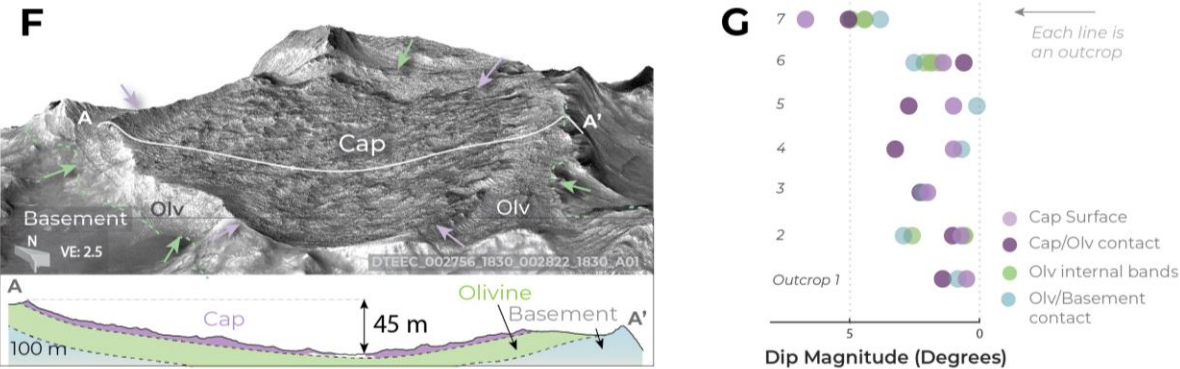 F
A
A'
Cap
Basement
Olv
Olv
N
VE: 2.5
DTEEC_002756_1830_002822_1830_A01
A
Cap
45 m
Olivine
Basement
A'
100 m
G
7
6
5
4
3
2
Outcrop 1
Each line is
an outcrop
Cap Surface
Cap/Olv contact
Olv internal bands
Olv/Basement
contact
5
0
Dip Magnitude (Degrees)